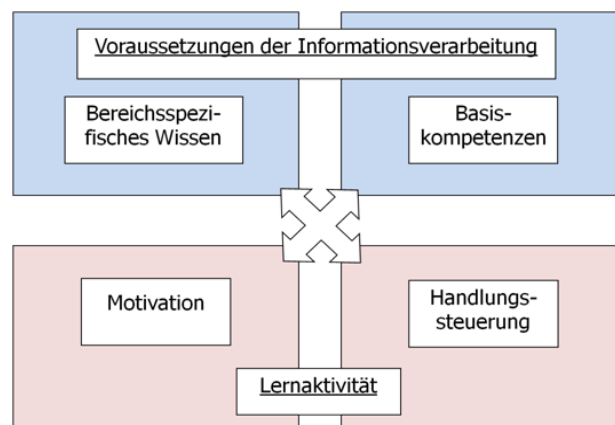 Voraussetzungen der Informationsverarbeitung
Bereichsspezi-
fisches Wissen
Basis-
kompetenzen
Motivation
Handlungs-
steuerung
Lernaktivität